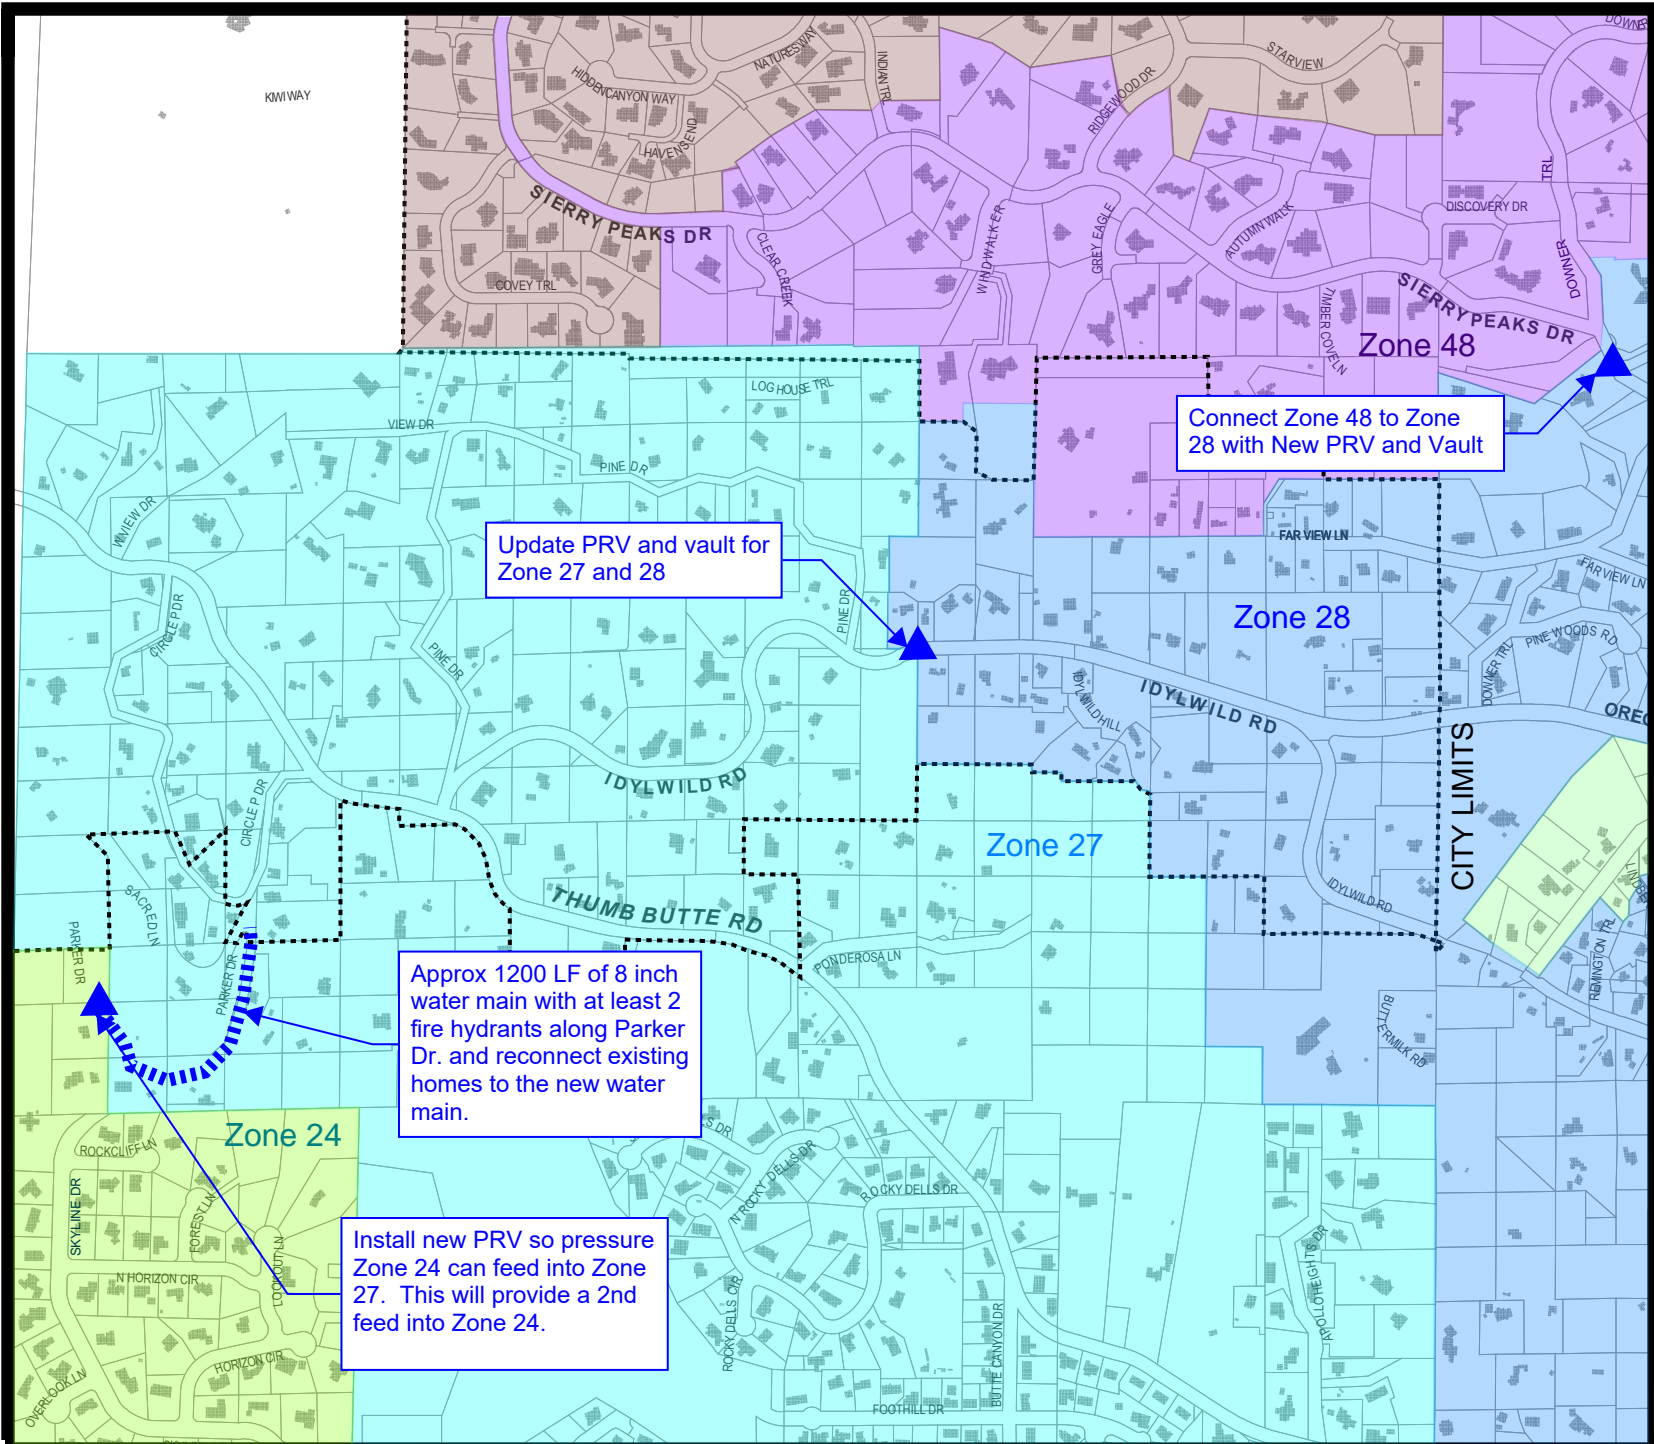 DOWNER
STARVIEW
NATURES WAY
INDIAN TRL
HIDDEN CANYON WAY
KIWI WAY
RIDGEWOOD DR
HAVENS END
TRL
DISCOVERY DR
SIERRY PEAKS DR
CLEAR CREEK
WINDWALKER
GREY EAGLE
AUTUMN WALK
DOWNER
COVEY TRL
TIMBER COVE LN
SIERRY PEAKS DR
Zone 48
LOG HOUSE TRL
VIEW DR
Connect Zone 48 to Zone
28 with New PRV and Vault
PINE DR
W VIEW DR
Update PRV and vault for
Zone 27 and 28
FAR VIEW LN
FAR VIEW LN
CIRCLE P DR
PINE DR
Zone 28
PINE WOODS RD
PINE DR
DOWNER TRL
IDYLWILD HILL
IDYLWILD RD
OREG
CITY LIMITS
IDYLWILD RD
CIRCLE P DR
Zone 27
SACRED LN
THUMB BUTTE RD
IDYLWILD RD
PARKER DR
REMINGTON TRL
PONDEROSA LN
PARKER DR
Approx 1200 LF of 8 inch
water main with at least 2
fire hydrants along Parker
Dr. and reconnect existing
homes to the new water
main.
BUTTERMILK RD
Zone 24
ROCKCLIFF LN
N ROCKY DELLS DR
ROCKY DELLS DR
SKYLINE DR
FOREST LN
LOOKOUT LN
Install new PRV so pressure
Zone 24 can feed into Zone
27. This will provide a 2nd
feed into Zone 24.
N HORIZON CIR
APOLLO HEIGHTS DR
ROCKY DELLS CIR
BUTTE CANYON DR
HORIZON CIR
OVERLOOK LN
FOOTHILL DR